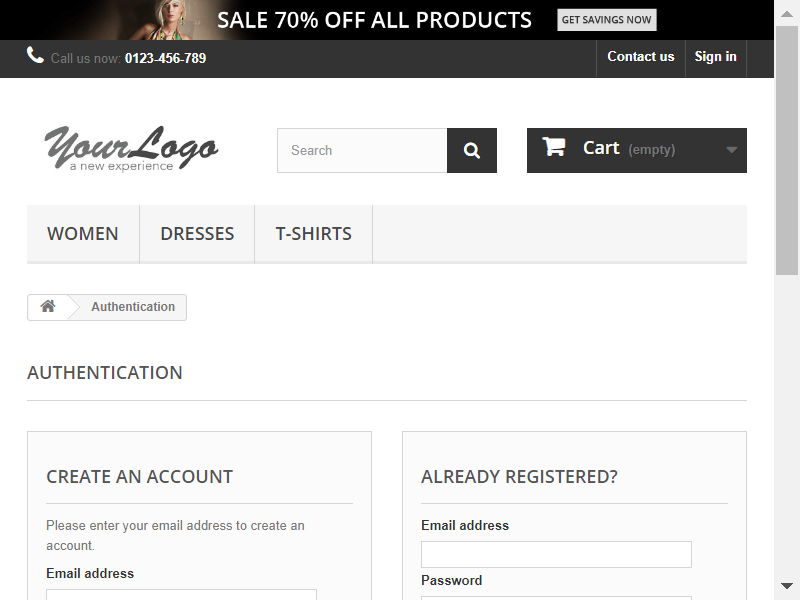 SALE 70% OFF ALL PRODUCTS GET SAVINGS NOW
Call us now: 0123-456-789 Contact us Sign in
YourLogo
a new experience
Search
Cart (empty)
WOMEN DRESSES T-SHIRTS
Authentication
AUTHENTICATION
CREATE AN ACCOUNT
Please enter your email address to create an
account.
Email address
ALREADY REGISTERED?
Email address
Password